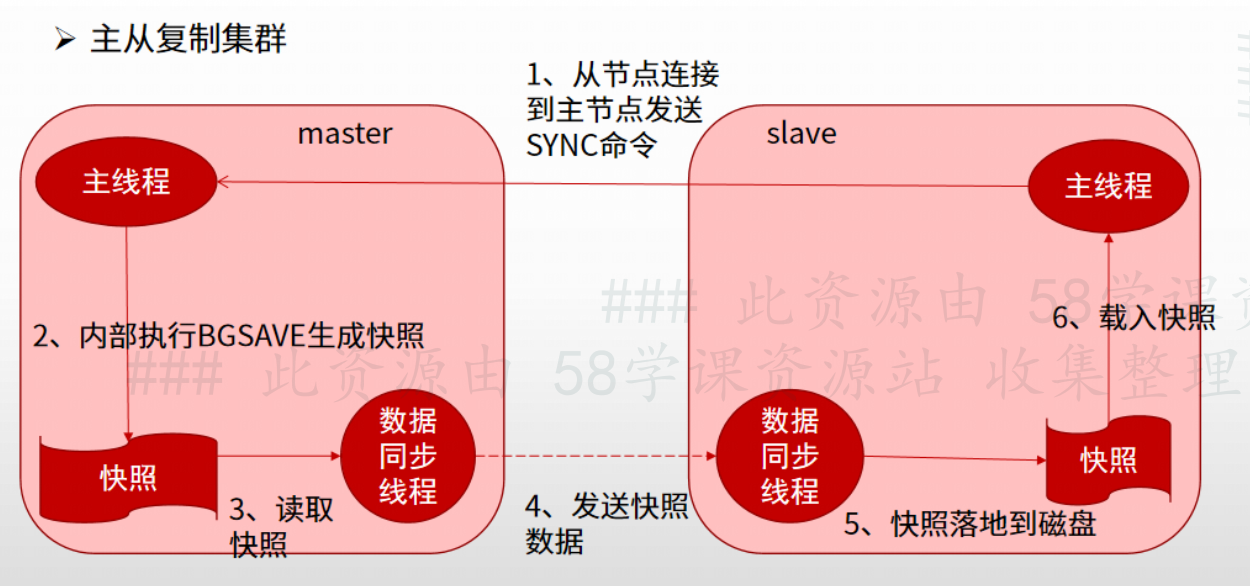 ➢ 主从复制集群
1、从节点连接
到主节点发送
SYNC命令
master
slave
主线程
主线程
### 此资源由 58学课资
6、载入快照
2、内部执行BGSAVE生成快照
### 此资源由 58学课资源站 收集整理
数据
同步
线程
数据
同步
线程
快照
快照
3、读取
快照
4、发送快照
数据
5、快照落地到磁盘